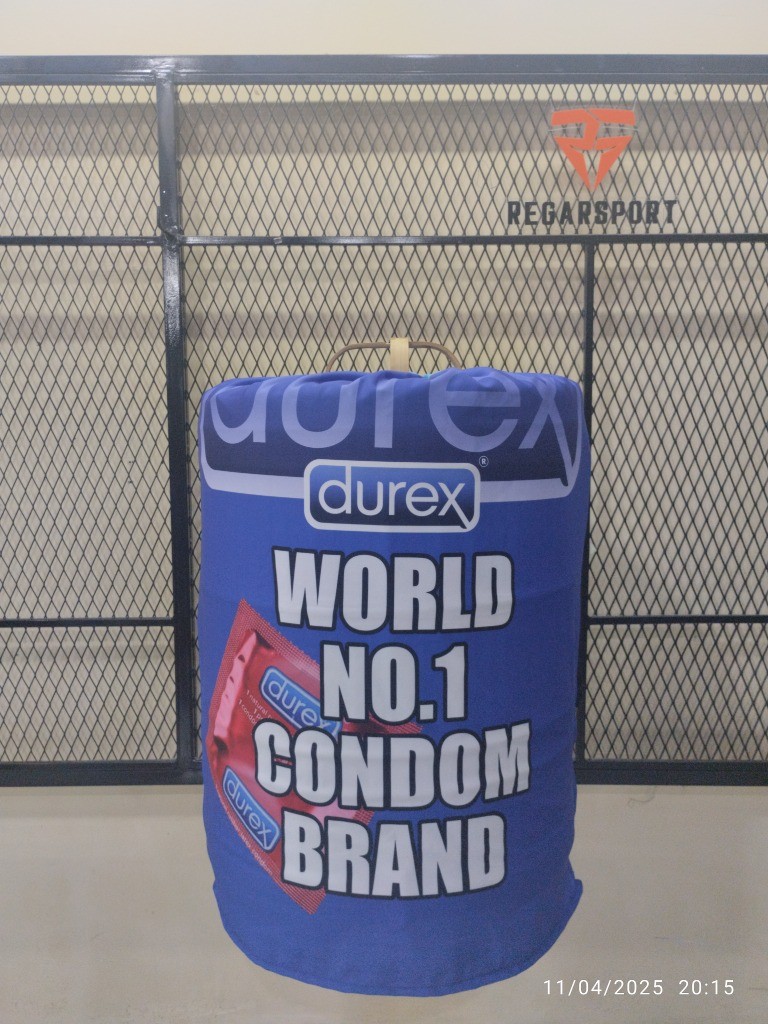 REGARSPORT
durex
durex®
WORLD
NO.1
CONDOM
BRAND
durex
durex
11/04/2025 20:15